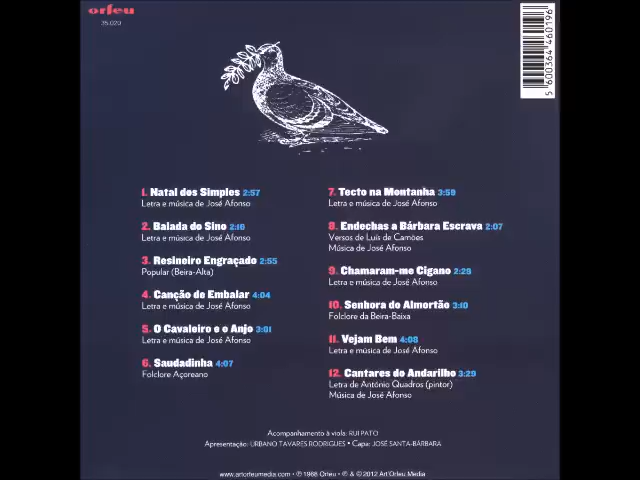 orfeu
35.020
5 600364 460196
1. Natal dos Simples 2:57
Letra e música de José Afonso
2. Balada do Sino 2:16
Letra e música de José Afonso
3. Resineiro Engraçado 2:55
Popular (Beira-Alta)
4. Canção de Embalar 4:04
Letra e música de José Afonso
5. O Cavaleiro e o Anjo 3:01
Letra e música de José Afonso
6. Saudadinha 4:07
Folclore Açoreano
7. Tecto na Montanha 3:59
Letra e música de José Afonso
8. Endechas a Bárbara Escrava 2:07
Versos de Luís de Camões
Música de José Afonso
9. Chamaram-me Cigano 2:28
Letra e música de José Afonso
10. Senhora do Almortão 3:10
Folclore da Beira-Baixa
11. Vejam Bem 4:08
Letra e música de José Afonso
12. Cantares do Andarilho 3:29
Letra de António Quadros (pintor)
Música de José Afonso
Acompanhamento à viola: RUI PATO
Apresentação: URBANO TAVARES RODRIGUES • Capa: JOSÉ SANTA-BÁRBARA
www.artorfeumedia.com • ℗ 1968 Orfeu • ℗ & © 2012 Art'Orfeu Media